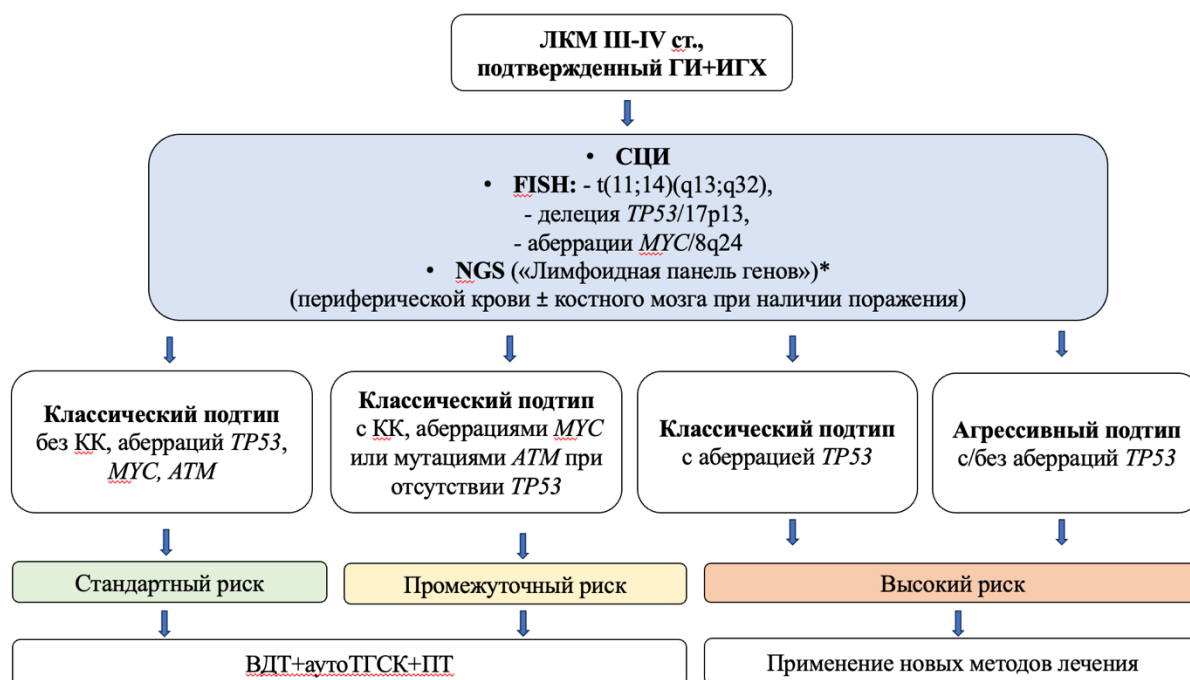 ЛКМ III-IV ст.,
подтвержденный ГИ+ИГХ
• СЦИ
• FISH: - t(11;14)(q13;q32),
- делеция TP53/17p13,
- аберрации MYC/8q24
• NGS («Лимфоидная панель генов»)*
(периферической крови ± костного мозга при наличии поражения)
Классический подтип
без КК, аберраций TP53,
MYC, ATM
Классический подтип
с КК, аберрациями MYC
или мутациями ATM при
отсутствии TP53
Классический подтип
с аберрацией TP53
Агрессивный подтип
с/без аберраций TP53
Стандартный риск
Промежуточный риск
Высокий риск
ВДТ+аутоТГСК+ПТ
Применение новых методов лечения